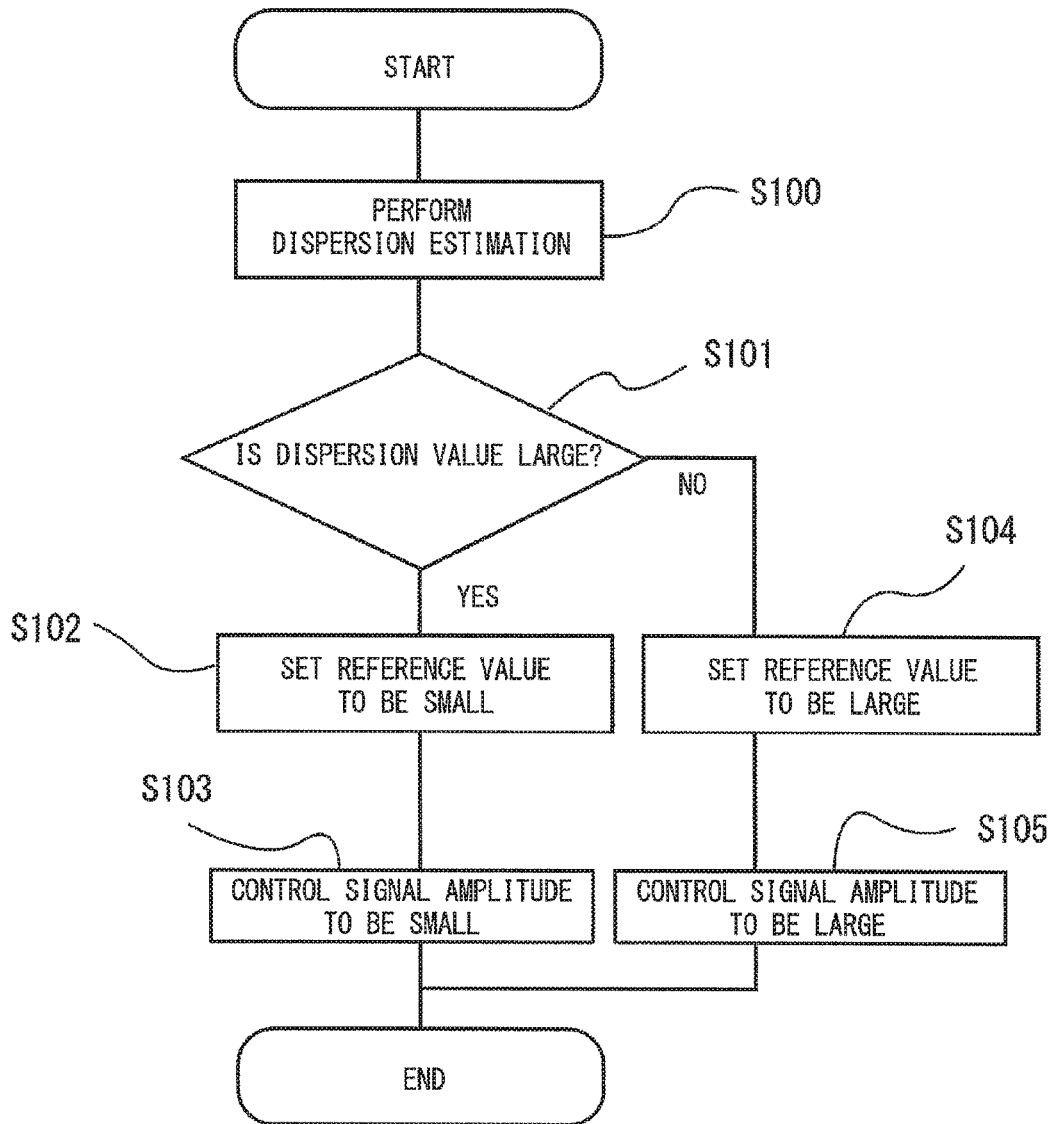 START
S100
PERFORM
DISPERSION ESTIMATION
S101
IS DISPERSION VALUE LARGE?
NO
YES
S102
SET REFERENCE VALUE
TO BE SMALL
S104
SET REFERENCE VALUE
TO BE LARGE
S103
CONTROL SIGNAL AMPLITUDE
TO BE SMALL
S105
CONTROL SIGNAL AMPLITUDE
TO BE LARGE
END